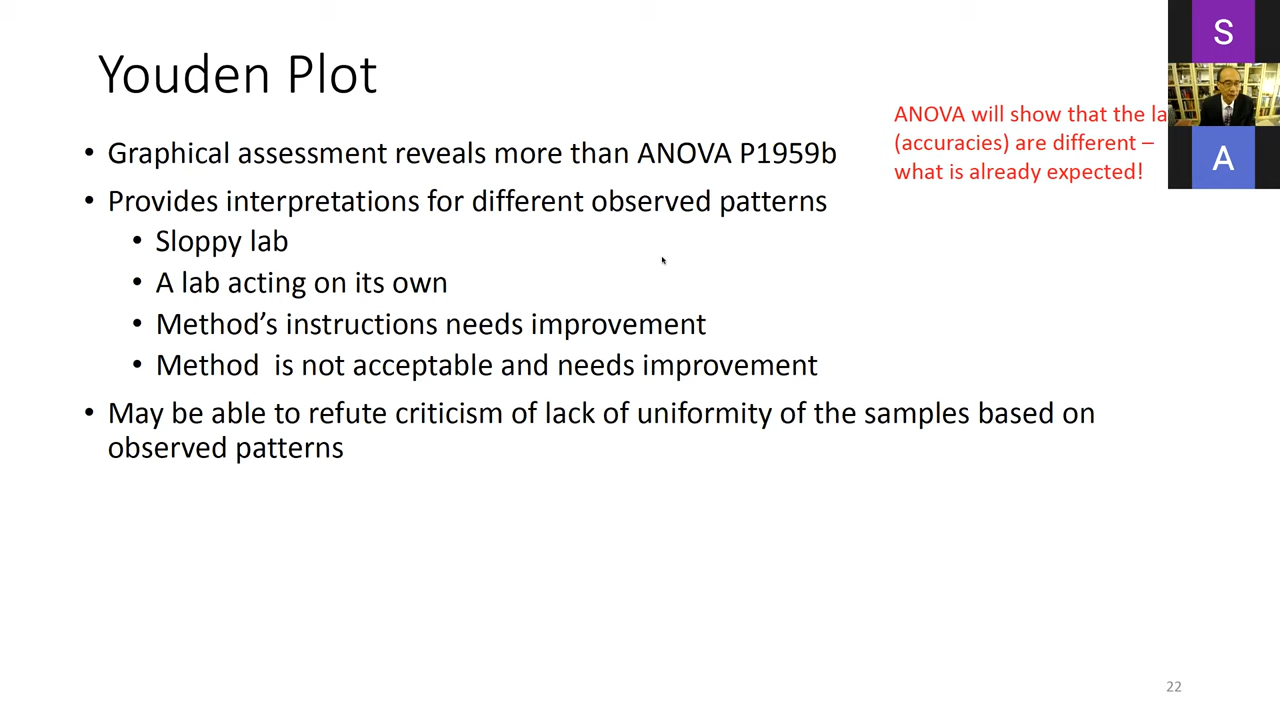 Youden Plot
• Graphical assessment reveals more than ANOVA P1959b
• Provides interpretations for different observed patterns
• Sloppy lab
• A lab acting on its own
• Method's instructions needs improvement
• Method  is not acceptable and needs improvement
• May be able to refute criticism of lack of uniformity of the samples based on
observed patterns
ANOVA will show that the
(accuracies) are different –
what is already expected!
S
A
22